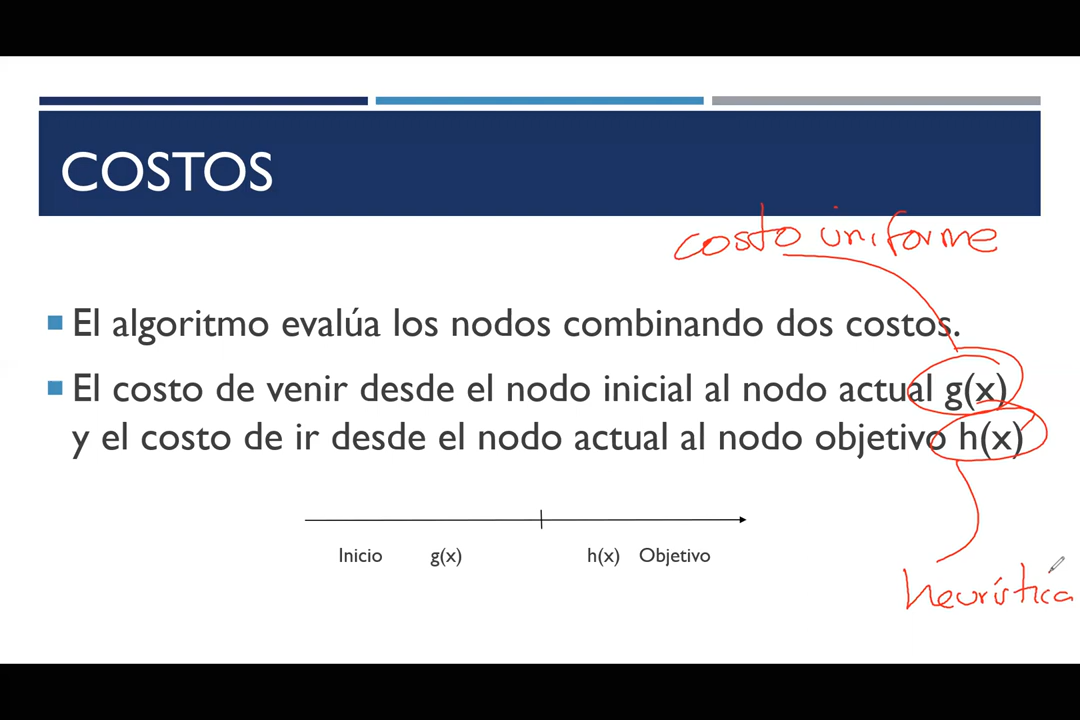 COSTOS
costo uniforme
El algoritmo evalúa los nodos combinando dos costos.
El costo de venir desde el nodo inicial al nodo actual g(x)
y el costo de ir desde el nodo actual al nodo objetivo h(x)
Inicio g(x) h(x) Objetivo
heurística